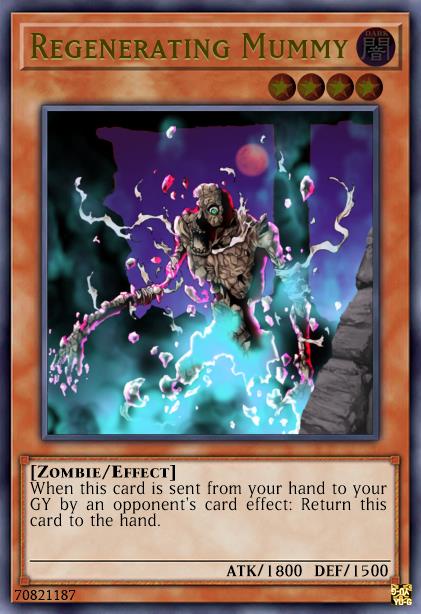 REGENERATING MUMMY
DARK
闇
[ZOMBIE/EFFECT]
When this card is sent from your hand to your
GY by an opponent's card effect: Return this
card to the hand.
ATK/1800 DEF/1500
70821187